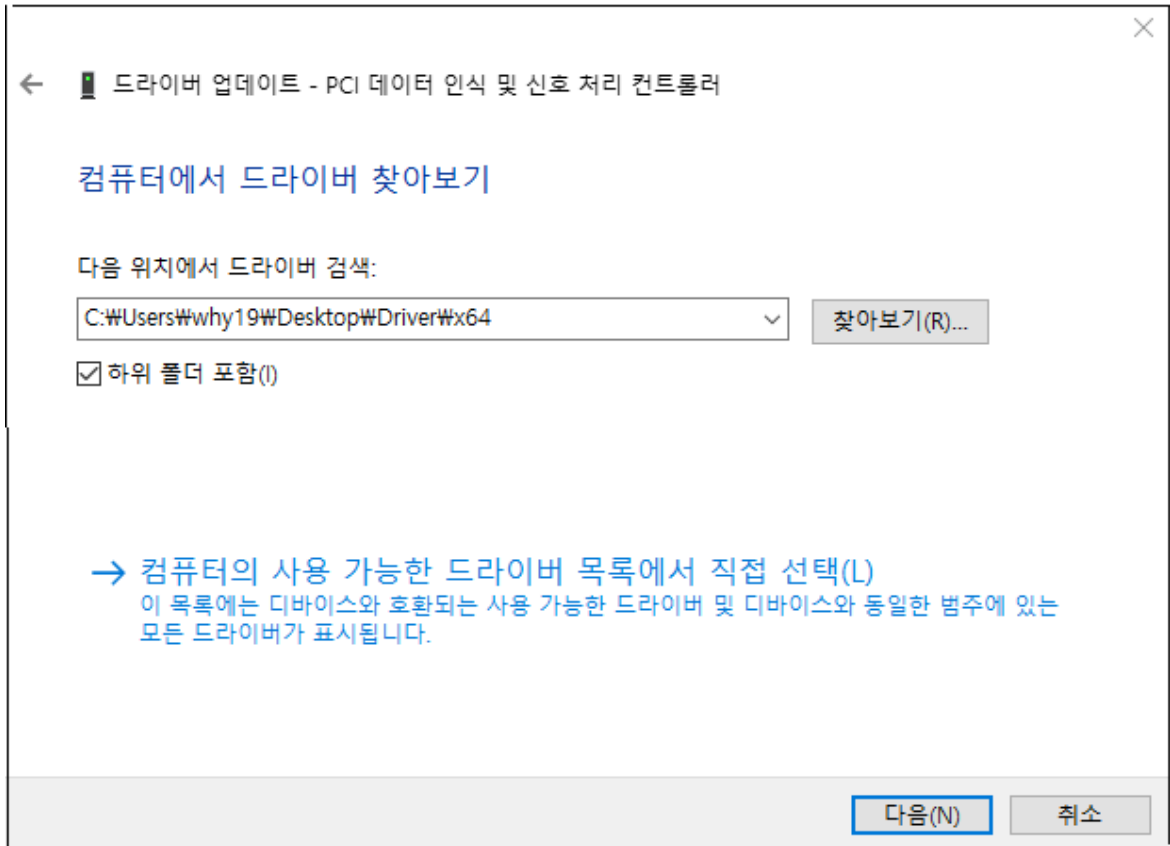 드라이버 업데이트 - PCI 데이터 인식 및 신호 처리 컨트롤러
컴퓨터에서 드라이버 찾아보기
다음 위치에서 드라이버 검색:
C:₩Users₩why19₩Desktop₩Driver₩x64
찾아보기(R)...
하위 폴더 포함(I)
컴퓨터의 사용 가능한 드라이버 목록에서 직접 선택(L)
이 목록에는 디바이스와 호환되는 사용 가능한 드라이버 및 디바이스와 동일한 범주에 있는
모든 드라이버가 표시됩니다.
다음(N)
취소